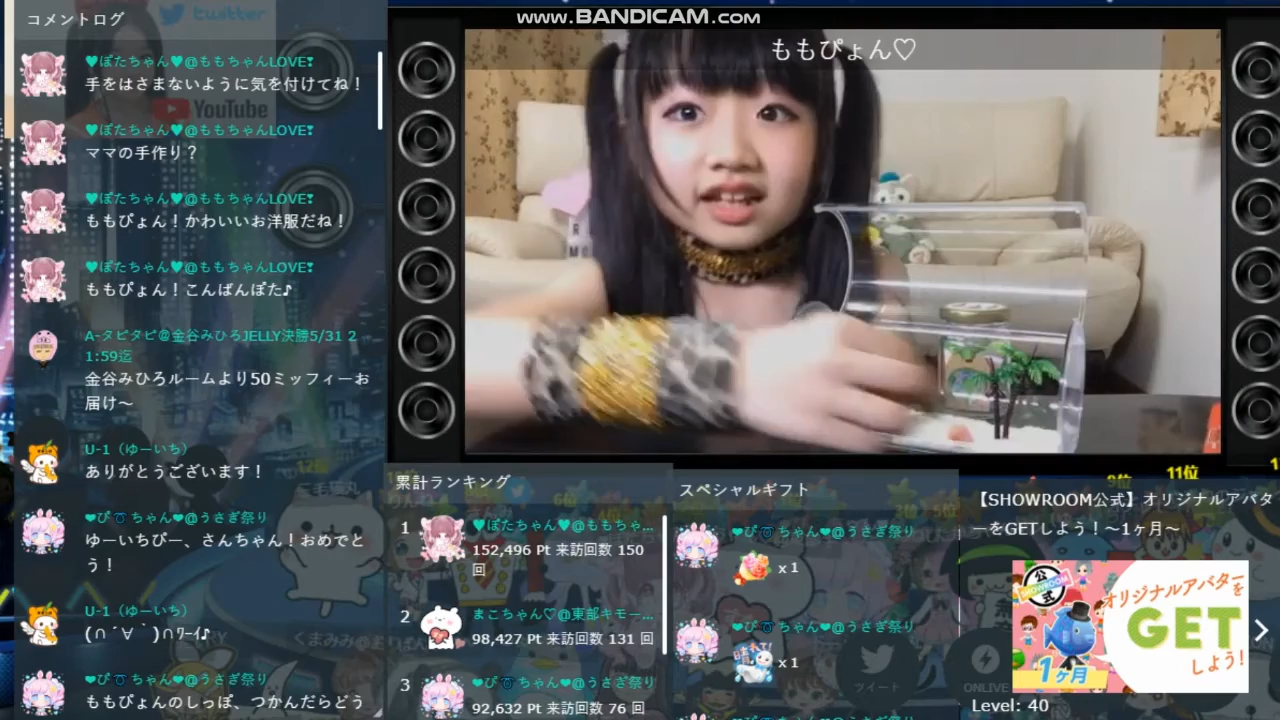 www.BANDICAM.com
コメントログ
twitter
ももぴょん♡
♥ぽたちゃん♥@ももちゃんLOVE❣
手をはさまないように気を付けてね！
YouTube
♥ぽたちゃん♥@ももちゃんLOVE❣
ママの手作り？
♥ぽたちゃん♥@ももちゃんLOVE❣
ももぴょん！かわいいお洋服だね！
♥ぽたちゃん♥@ももちゃんLOVE❣
ももぴょん！こんばんぽた♪
A-タピタピ@金谷みひろJELLY決勝5/31 2
1:59迄
金谷みひろルームより50ミッフィーお
届け〜
U-1（ゆーいち）
ありがとうございます！
❤ぴ➰ちゃん❤@うさぎ祭り
ゆーいちぴー、さんちゃん！おめでと
う！
U-1（ゆーいち）
(∩´∀｀)∩ﾜｰｲ♪
❤ぴ➰ちゃん❤@うさぎ祭り
ももぴょんのしっぽ、つかんだらどう
12位
6位
11位
累計ランキング
1
♥ぽたちゃん♥@ももちゃ...
152,496 Pt 来訪回数 150
回
2
まこちゃん♡@東部キモー...
98,427 Pt 来訪回数 131 回
3
❤ぴ➰ちゃん❤@うさぎ祭り
92,632 Pt 来訪回数 76 回
スペシャルギフト
❤ぴ➰ちゃん❤@うさぎ祭り
x 1
❤ぴ➰ちゃん❤@うさぎ祭り
x 1
ツイート
ONLIVE
【SHOWROOM公式】オリジナルアバタ
ーをGETしよう！〜1ヶ月〜
公式
SHOWROOM
オリジナルアバターを
GET
しよう!
1ヶ月
Level: 40